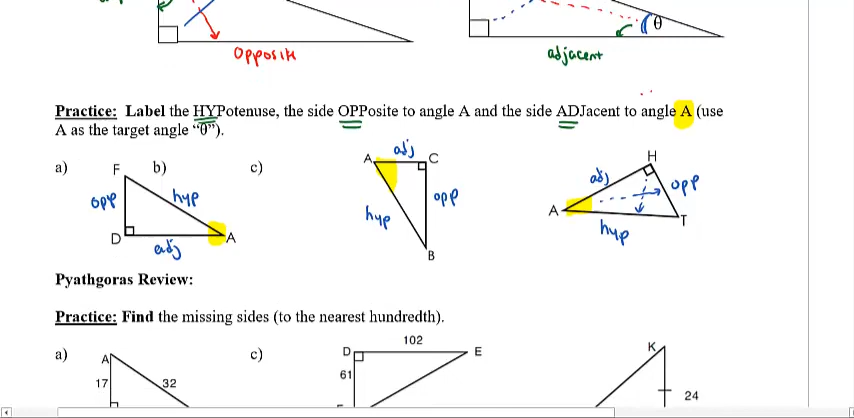 θ
Opposite
adjacent
Practice: Label the HYPotenuse, the side OPPosite to angle A and the side ADJacent to angle A (use
A as the target angle “θ”).
a) F b) c) A adj C H
opp hyp adj opp
hyp opp
D A A T
adj hyp
B
Pyathgoras Review:
Practice: Find the missing sides (to the nearest hundredth).
a) A c) D 102 E K
17 32 61 24